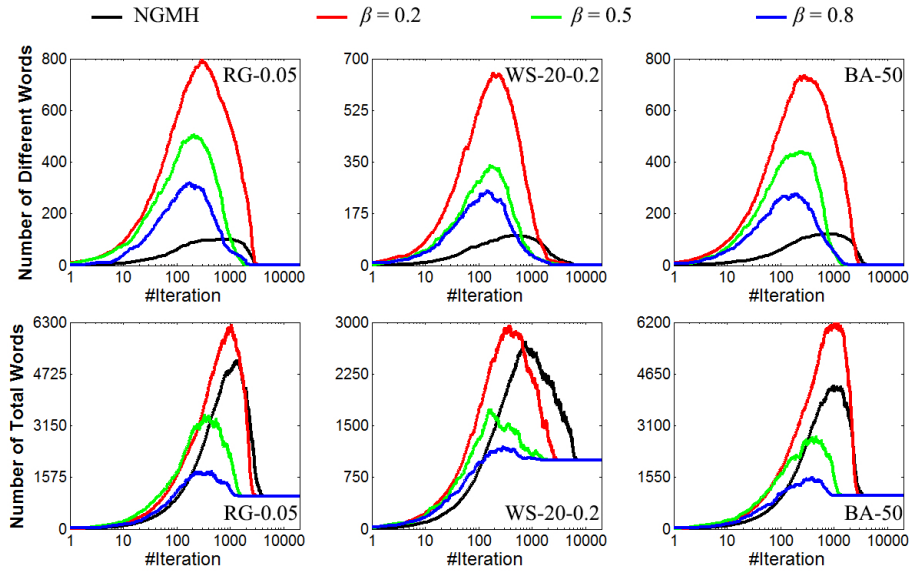 NGMH β = 0.2 β = 0.5 β = 0.8
Number of Different Words
800
600
400
200
0
RG-0.05
1 10 100 1000 10000
#Iteration
700
525
350
175
0
WS-20-0.2
1 10 100 1000 10000
#Iteration
800
600
400
200
0
BA-50
1 10 100 1000 10000
#Iteration
Number of Total Words
6300
4725
3150
1575
0
RG-0.05
1 10 100 1000 10000
#Iteration
3000
2250
1500
750
0
WS-20-0.2
1 10 100 1000 10000
#Iteration
6200
4650
3100
1550
0
BA-50
1 10 100 1000 10000
#Iteration